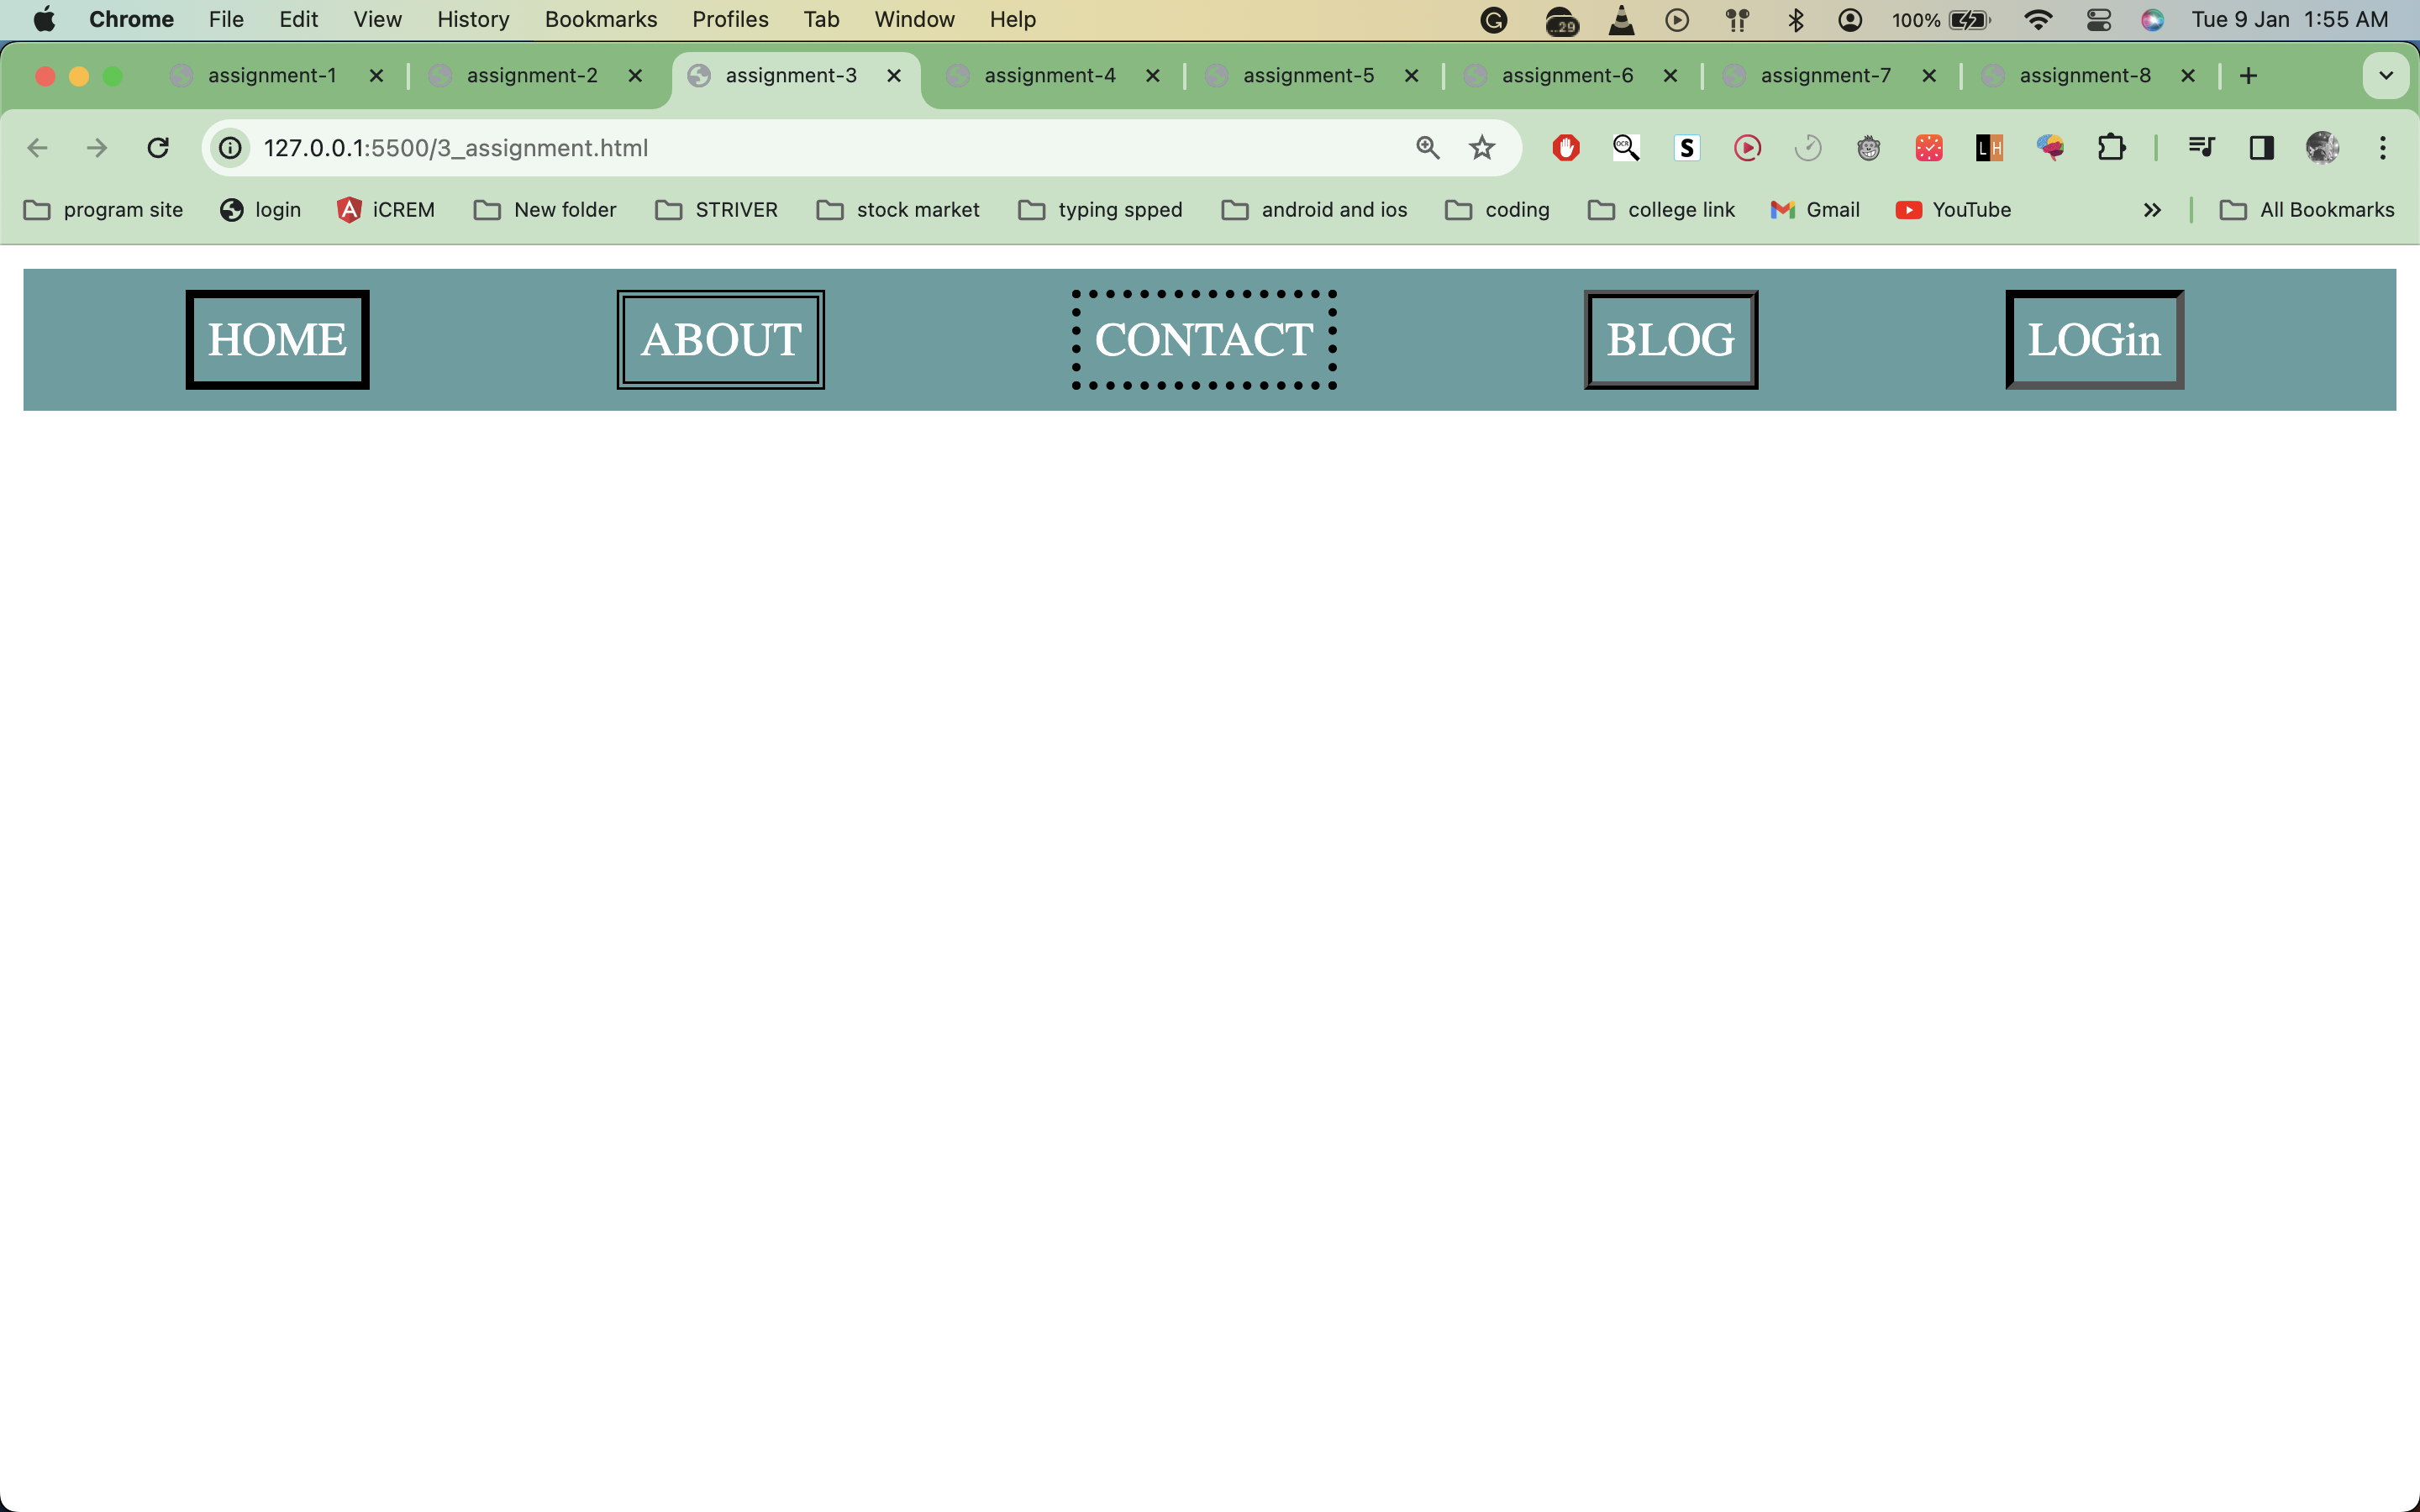 Chrome File Edit View History Bookmarks Profiles Tab Window Help 100% Tue 9 Jan 1:55 AM
assignment-1 assignment-2 assignment-3 assignment-4 assignment-5 assignment-6 assignment-7 assignment-8
127.0.0.1:5500/3_assignment.html
program site login iCREM New folder STRIVER stock market typing spped android and ios coding college link Gmail YouTube All Bookmarks
HOME ABOUT CONTACT BLOG LOGin